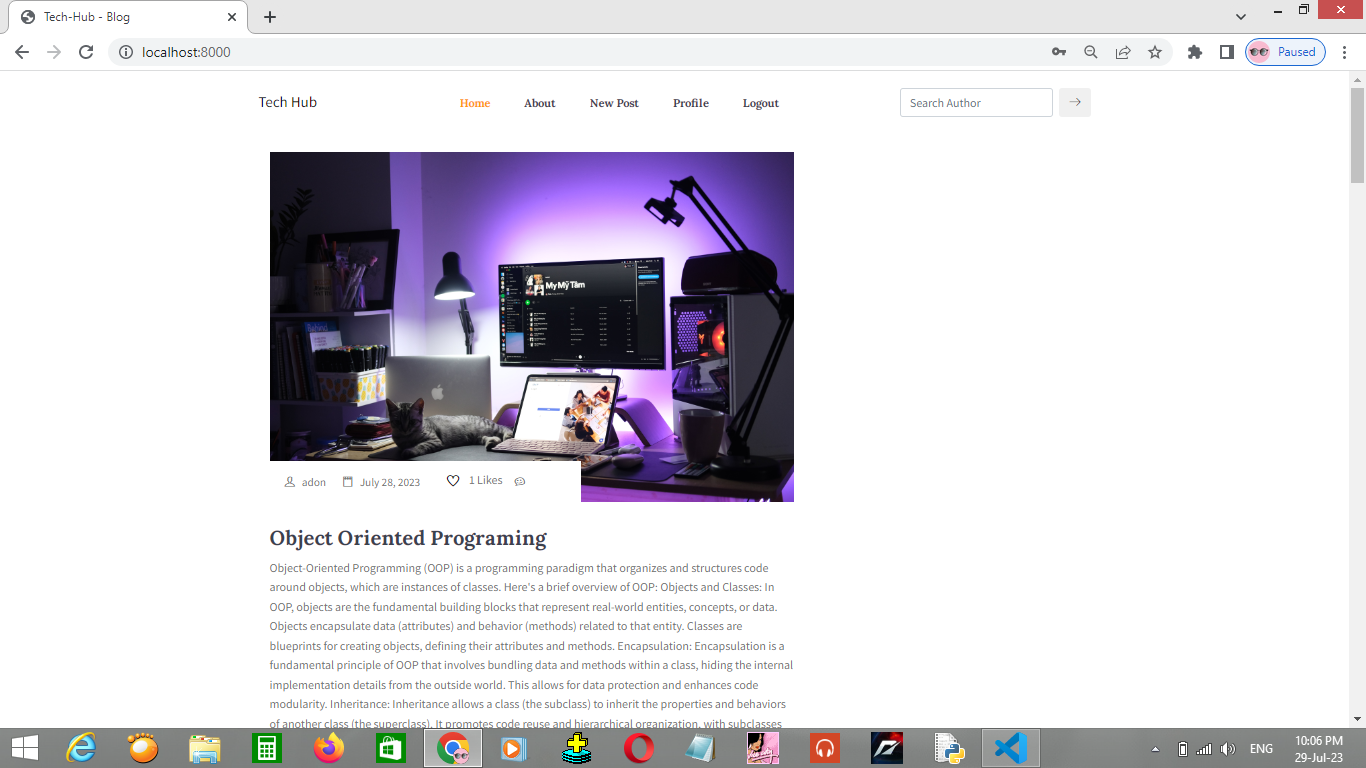 Tech-Hub - Blog
localhost:8000
Paused
Tech Hub
Home
About
New Post
Profile
Logout
Search Author
My Mỹ Tâm
adon
July 28, 2023
1 Likes
Object Oriented Programing
Object-Oriented Programming (OOP) is a programming paradigm that organizes and structures code
around objects, which are instances of classes. Here's a brief overview of OOP: Objects and Classes: In
OOP, objects are the fundamental building blocks that represent real-world entities, concepts, or data.
Objects encapsulate data (attributes) and behavior (methods) related to that entity. Classes are
blueprints for creating objects, defining their attributes and methods. Encapsulation: Encapsulation is a
fundamental principle of OOP that involves bundling data and methods within a class, hiding the internal
implementation details from the outside world. This allows for data protection and enhances code
modularity. Inheritance: Inheritance allows a class (the subclass) to inherit the properties and behaviors
of another class (the superclass). It promotes code reuse and hierarchical organization, with subclasses
ENG
10:06 PM
29-Jul-23